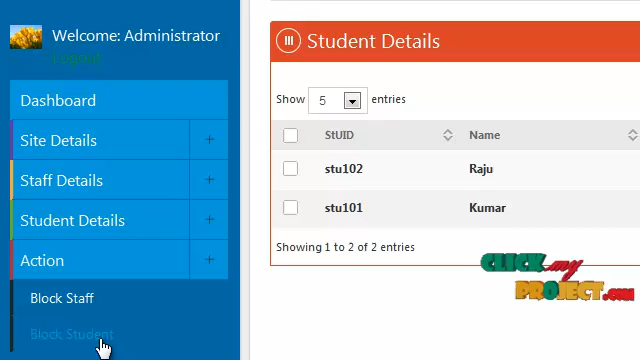 Welcome: Administrator
Logout
Dashboard
Site Details +
Staff Details +
Student Details +
Action +
Block Staff
Block Student
Student Details
Show 5 entries
StUID Name
stu102 Raju
stu101 Kumar
Showing 1 to 2 of 2 entries
CLICK.my
PROJECT.com